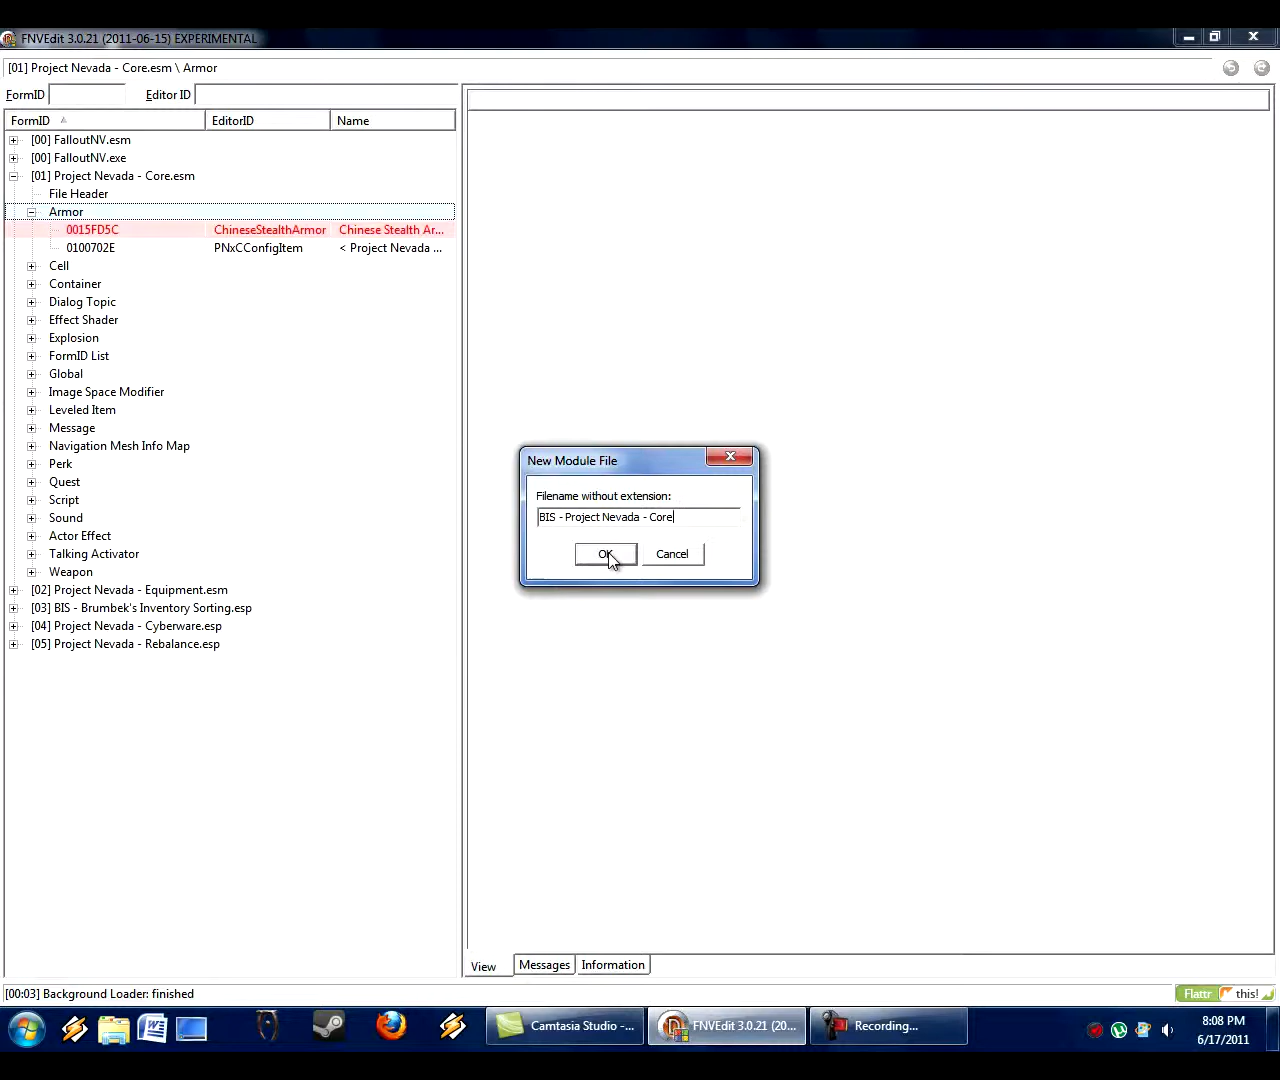 FNVEdit 3.0.21 (2011-06-15) EXPERIMENTAL
[01] Project Nevada - Core.esm \ Armor
FormID
Editor ID
FormID EditorID Name
[00] FalloutNV.esm
[00] FalloutNV.exe
[01] Project Nevada - Core.esm
File Header
Armor
0015FD5C ChineseStealthArmor Chinese Stealth Ar...
0100702E PNxCConfigItem < Project Nevada ...
Cell
Container
Dialog Topic
Effect Shader
Explosion
FormID List
Global
Image Space Modifier
Leveled Item
Message
Navigation Mesh Info Map
Perk
Quest
Script
Sound
Actor Effect
Talking Activator
Weapon
[02] Project Nevada - Equipment.esm
[03] BIS - Brumbek's Inventory Sorting.esp
[04] Project Nevada - Cyberware.esp
[05] Project Nevada - Rebalance.esp
New Module File
Filename without extension:
BIS - Project Nevada - Core
OK Cancel
View Messages Information
[00:03] Background Loader: finished
Flattr this!
Camtasia Studio - ...
FNVEdit 3.0.21 (20...
Recording...
8:08 PM
6/17/2011